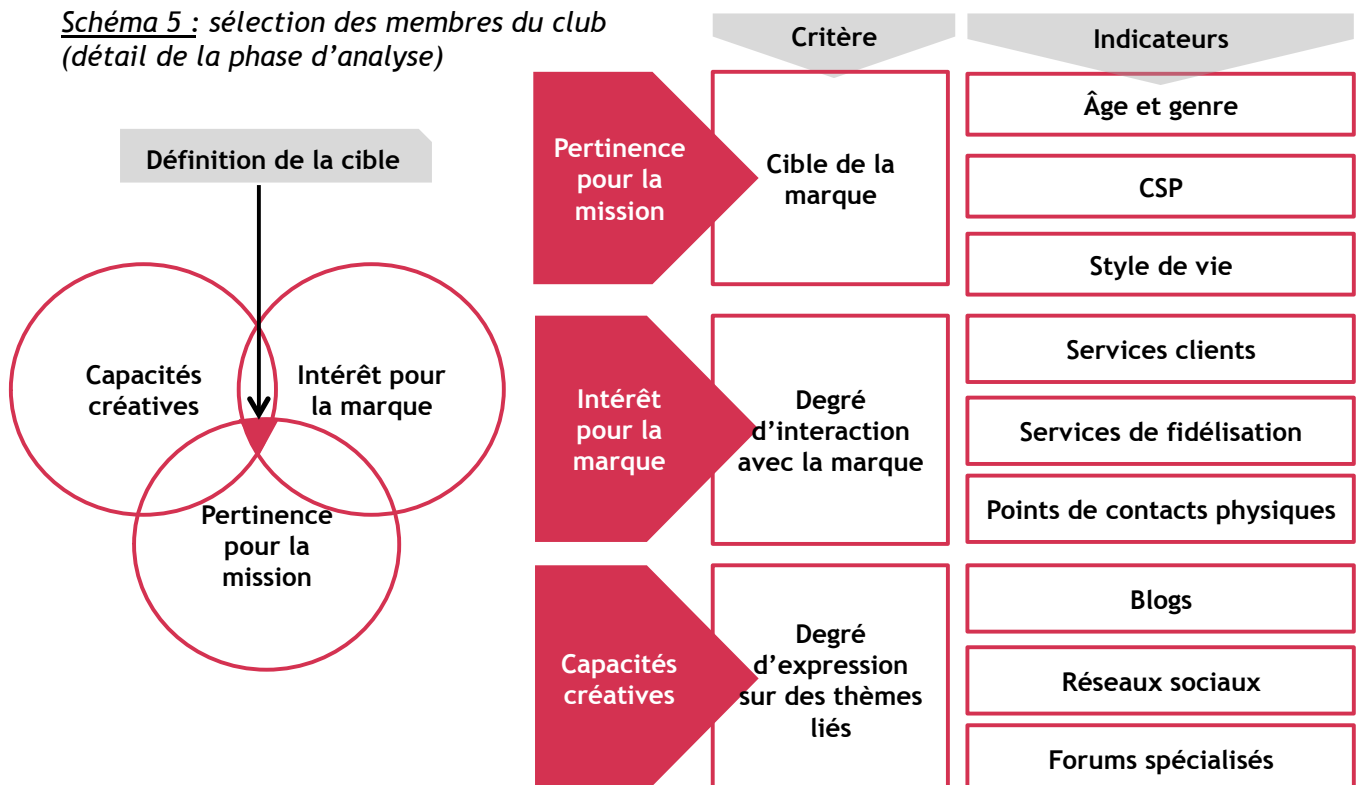 Schéma 5 : sélection des membres du club
(détail de la phase d’analyse)
Définition de la cible
Capacités
créatives
Intérêt pour
la marque
Pertinence
pour la
mission
Critère
Indicateurs
Pertinence
pour la
mission
Cible de la
marque
Âge et genre
CSP
Style de vie
Intérêt
pour la
marque
Degré
d’interaction
avec la marque
Services clients
Services de fidélisation
Points de contacts physiques
Capacités
créatives
Degré
d’expression
sur des thèmes
liés
Blogs
Réseaux sociaux
Forums spécialisés